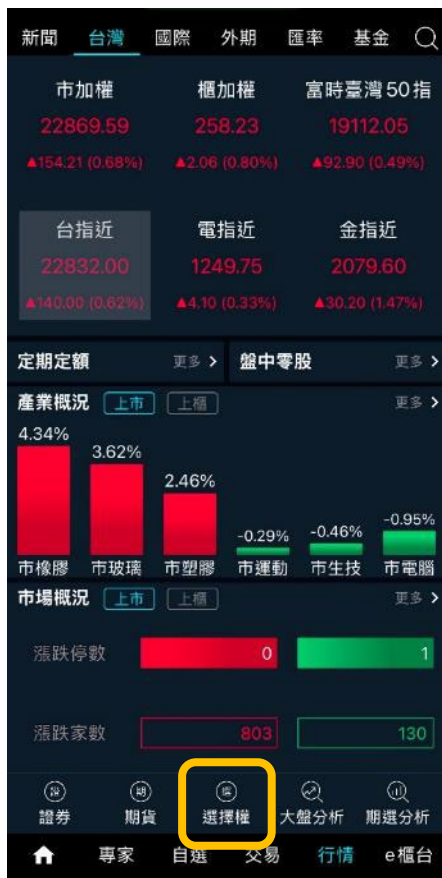 新聞 台灣 國際 外期 匯率 基金
市加權 櫃加權 富時臺灣50指
22869.59 258.23 19112.05
▲154.21 (0.68%) ▲2.06 (0.80%) ▲92.90 (0.49%)
台指近 電指近 金指近
22832.00 1249.75 2079.60
▲140.00 (0.62%) ▲4.10 (0.33%) ▲30.20 (1.47%)
定期定額 更多 > 盤中零股 更多 >
產業概況 上市 上櫃 更多 >
4.34%
3.62%
2.46%
-0.29% -0.46% -0.95%
市橡膠 市玻璃 市塑膠 市運動 市生技 市電腦
市場概況 上市 上櫃 更多 >
漲跌停數 0 1
漲跌家數 803 130
證券 期貨 選擇權 大盤分析 期選分析
專家 自選 交易 行情 e櫃台